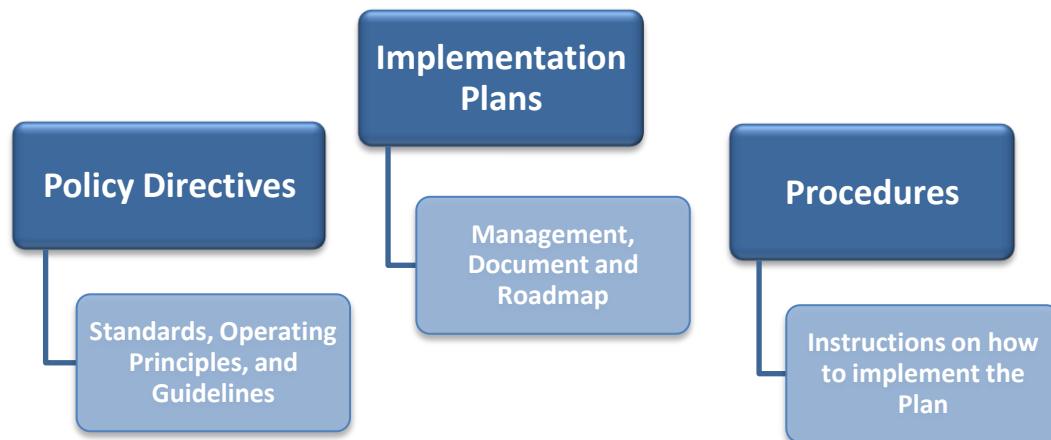 Policy Directives
Standards, Operating
Principles, and
Guidelines
Implementation
Plans
Management,
Document and
Roadmap
Procedures
Instructions on how
to implement the
Plan